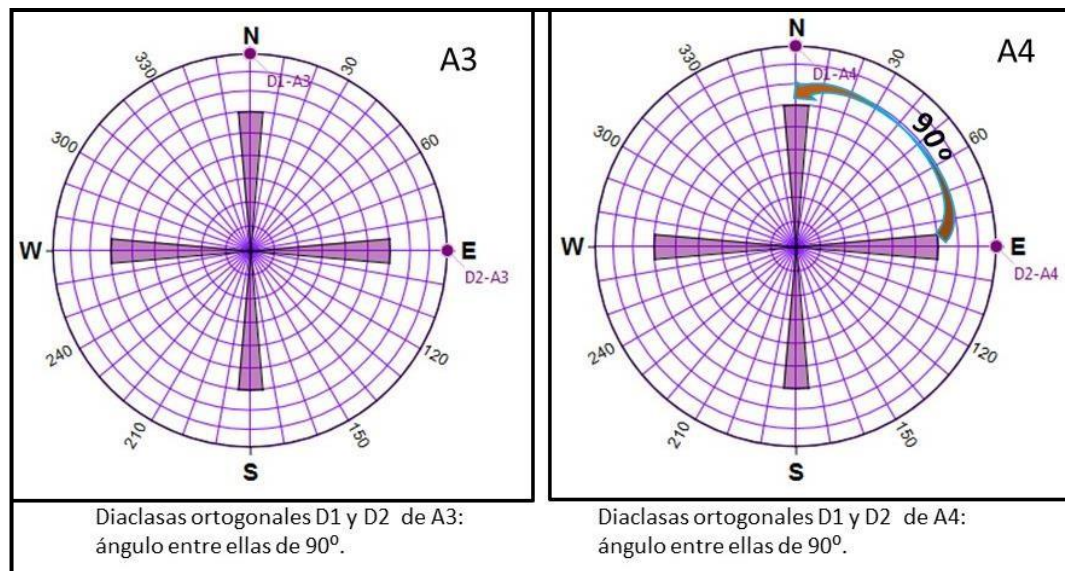 A3
N
D1-A3
330
30
300
60
W
E
D2-A3
240
120
210
150
S
Diaclasas ortogonales D1 y D2 de A3:
ángulo entre ellas de 90º.
A4
N
D1-A4
330
30
90º
300
60
W
E
D2-A4
240
120
210
150
S
Diaclasas ortogonales D1 y D2 de A4:
ángulo entre ellas de 90º.